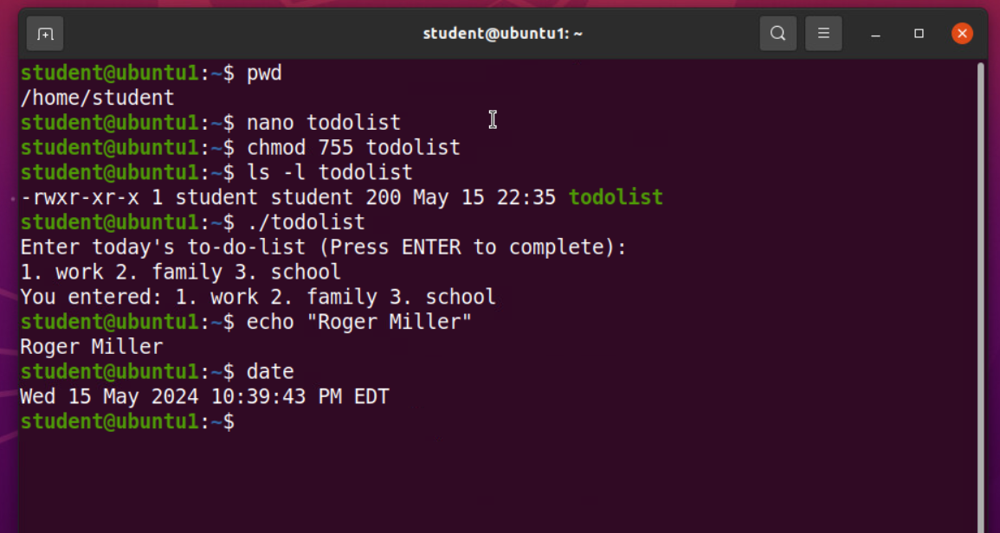 student@ubuntu1: ~
student@ubuntu1:~$ pwd
/home/student
student@ubuntu1:~$ nano todolist
student@ubuntu1:~$ chmod 755 todolist
student@ubuntu1:~$ ls -l todolist
-rwxr-xr-x 1 student student 200 May 15 22:35 todolist
student@ubuntu1:~$ ./todolist
Enter today's to-do-list (Press ENTER to complete):
1. work 2. family 3. school
You entered: 1. work 2. family 3. school
student@ubuntu1:~$ echo "Roger Miller"
Roger Miller
student@ubuntu1:~$ date
Wed 15 May 2024 10:39:43 PM EDT
student@ubuntu1:~$